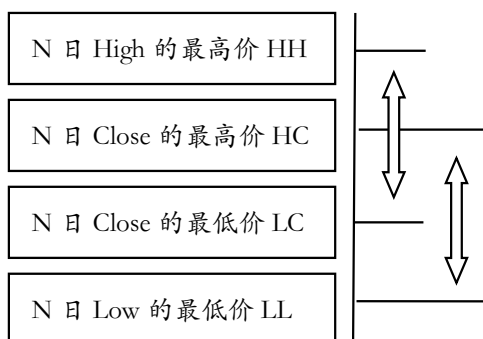 N 日 High 的最高价 HH
N 日 Close 的最高价 HC
N 日 Close 的最低价 LC
N 日 Low 的最低价 LL